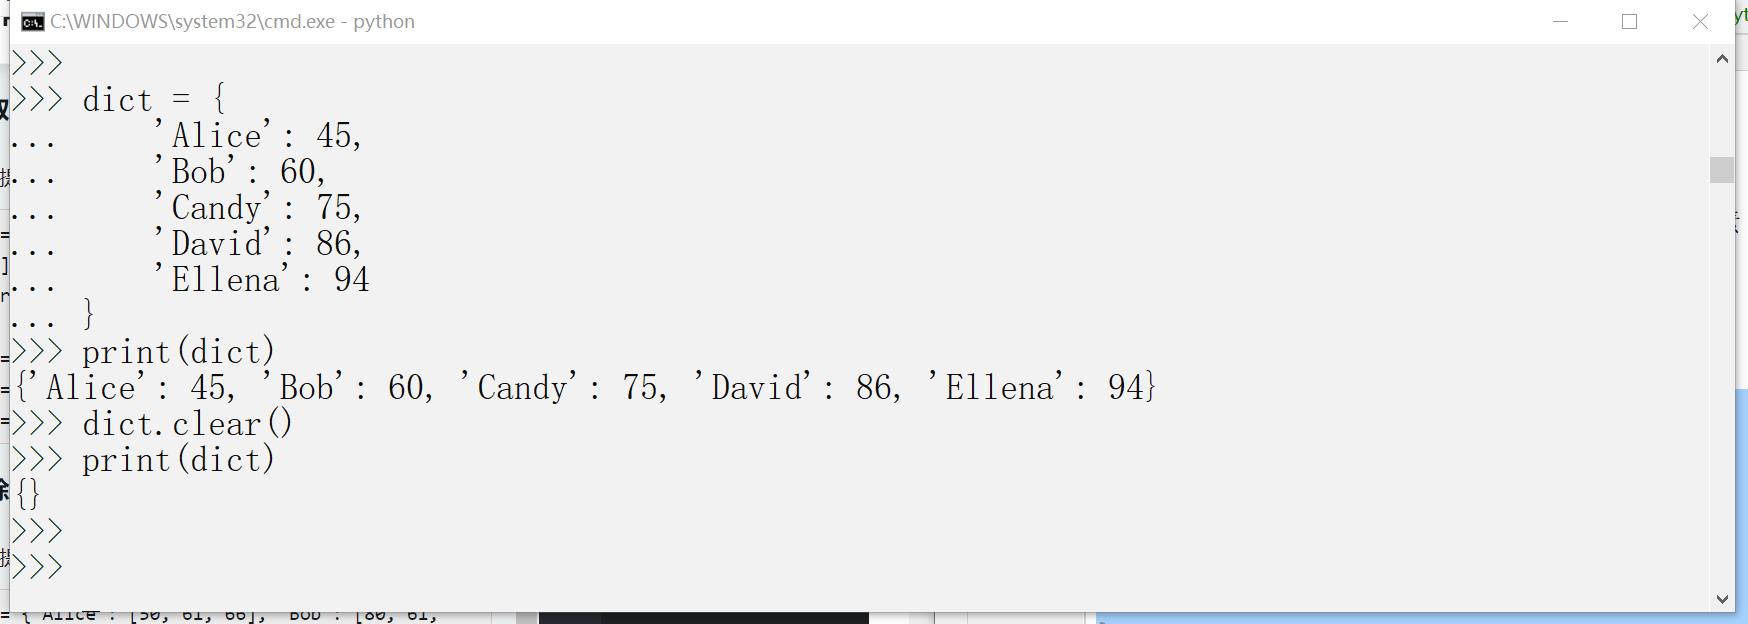 C:\WINDOWS\system32\cmd.exe - python
>>>
>>> dict = {
...     'Alice': 45,
...     'Bob': 60,
...     'Candy': 75,
...     'David': 86,
...     'Ellena': 94
... }
>>> print(dict)
{'Alice': 45, 'Bob': 60, 'Candy': 75, 'David': 86, 'Ellena': 94}
>>> dict.clear()
>>> print(dict)
{}
>>>
>>>